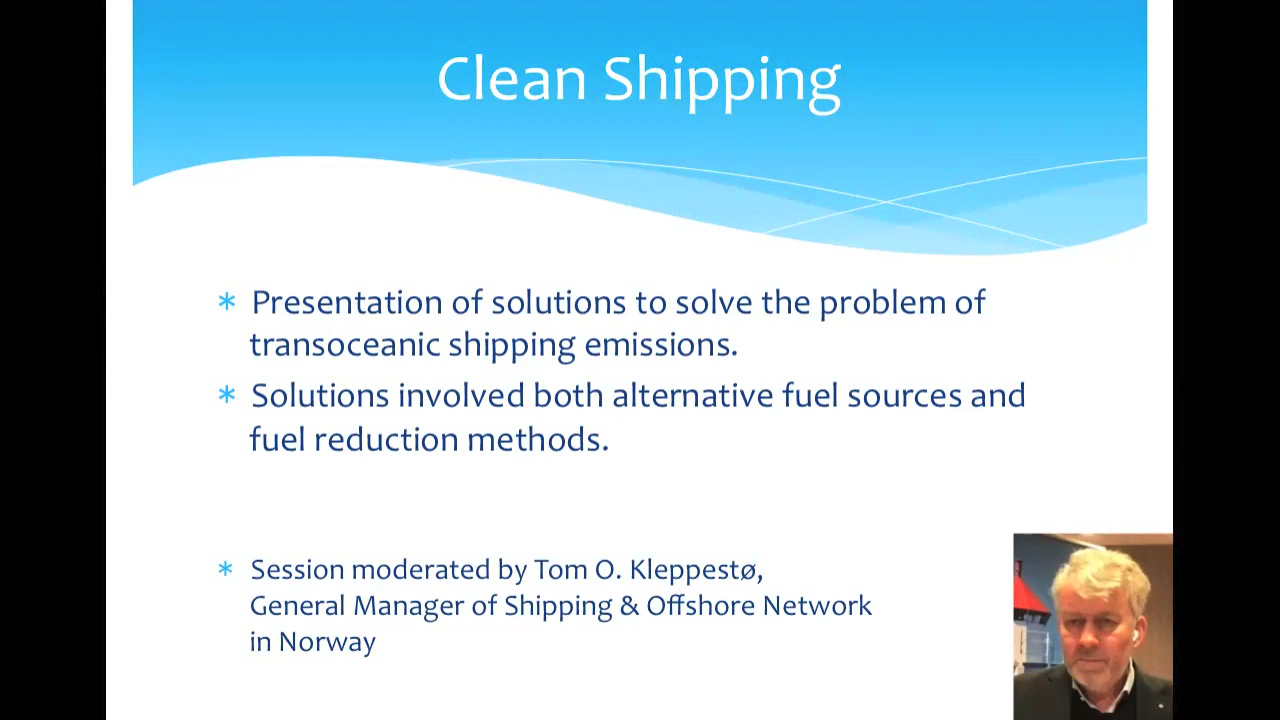 Clean Shipping
* Presentation of solutions to solve the problem of
transoceanic shipping emissions.
* Solutions involved both alternative fuel sources and
fuel reduction methods.
* Session moderated by Tom O. Kleppestø,
General Manager of Shipping & Offshore Network
in Norway